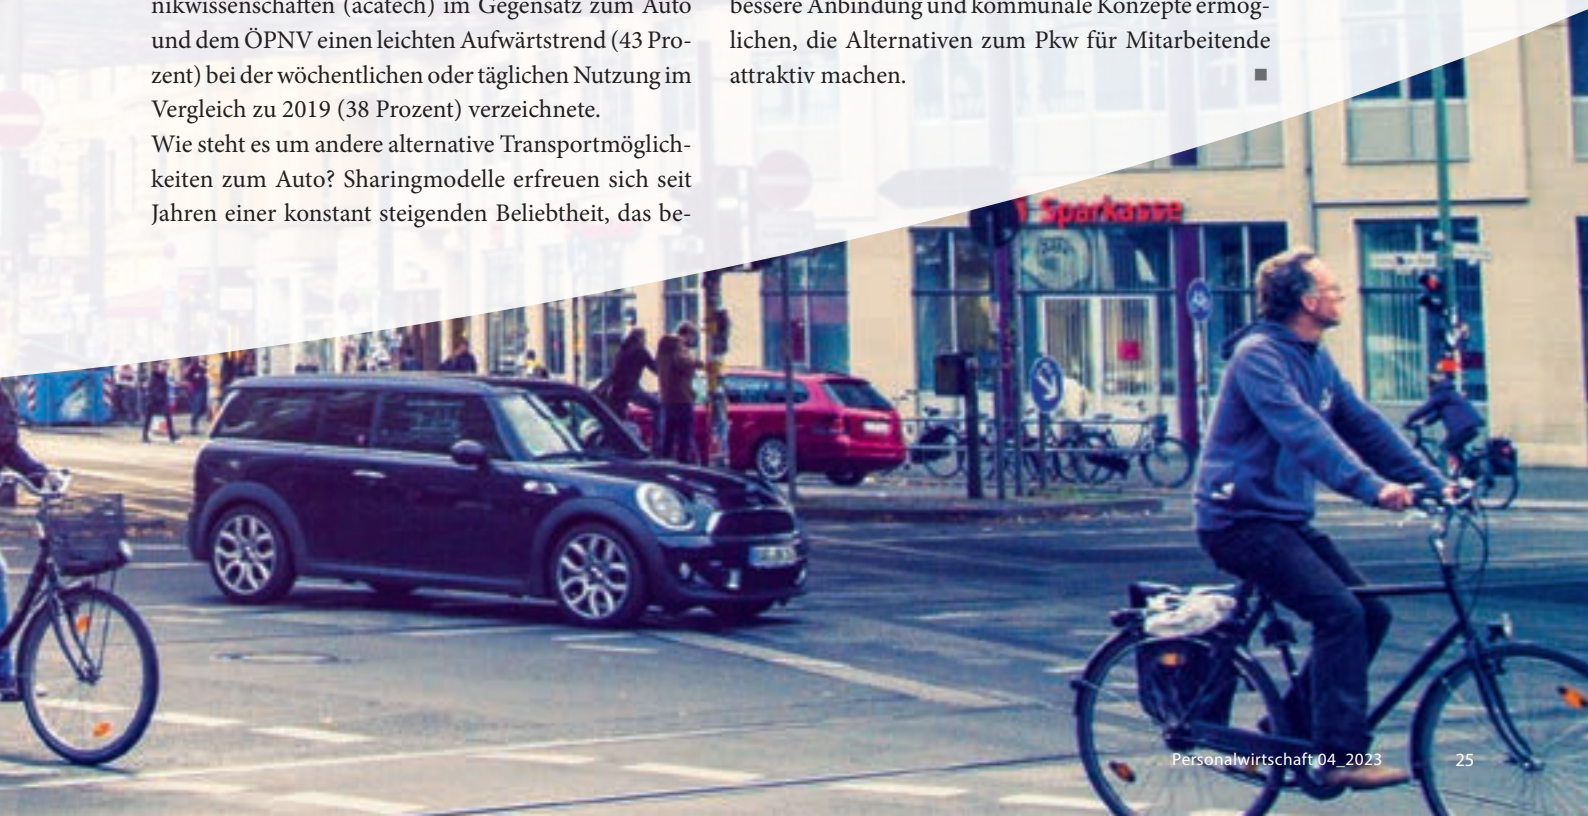 nikwissenschaften (acatech) im Gegensatz zum Auto
und dem ÖPNV einen leichten Aufwärtstrend (43 Pro-
zent) bei der wöchentlichen oder täglichen Nutzung im
Vergleich zu 2019 (38 Prozent) verzeichnete.
Wie steht es um andere alternative Transportmöglich-
keiten zum Auto? Sharingmodelle erfreuen sich seit
Jahren einer konstant steigenden Beliebtheit, das be-
bessere Anbindung und kommunale Konzepte ermög-
lichen, die Alternativen zum Pkw für Mitarbeitende
attraktiv machen.
Sparkasse
Personalwirtschaft 04_2023 25